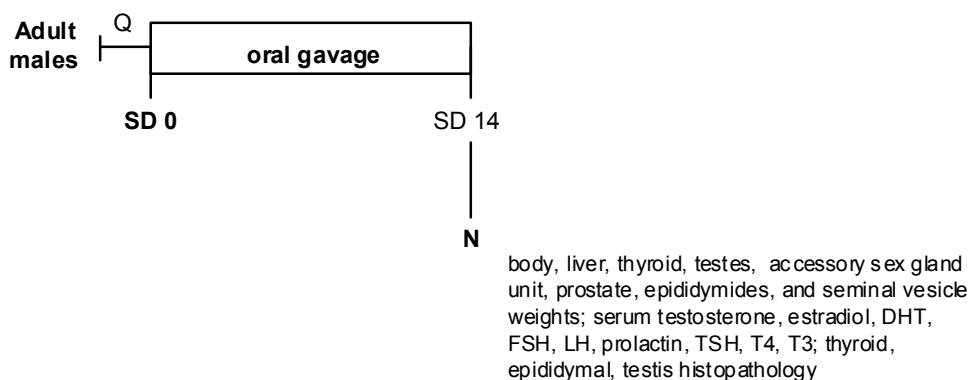 Adult
males
Q
oral gavage
SD 0
SD 14
N
body, liver, thyroid, testes, accessory sex gland
unit, prostate, epididymides, and seminal vesicle
weights; serum testosterone, estradiol, DHT,
FSH, LH, prolactin, TSH, T4, T3; thyroid,
epididymal, testis histopathology